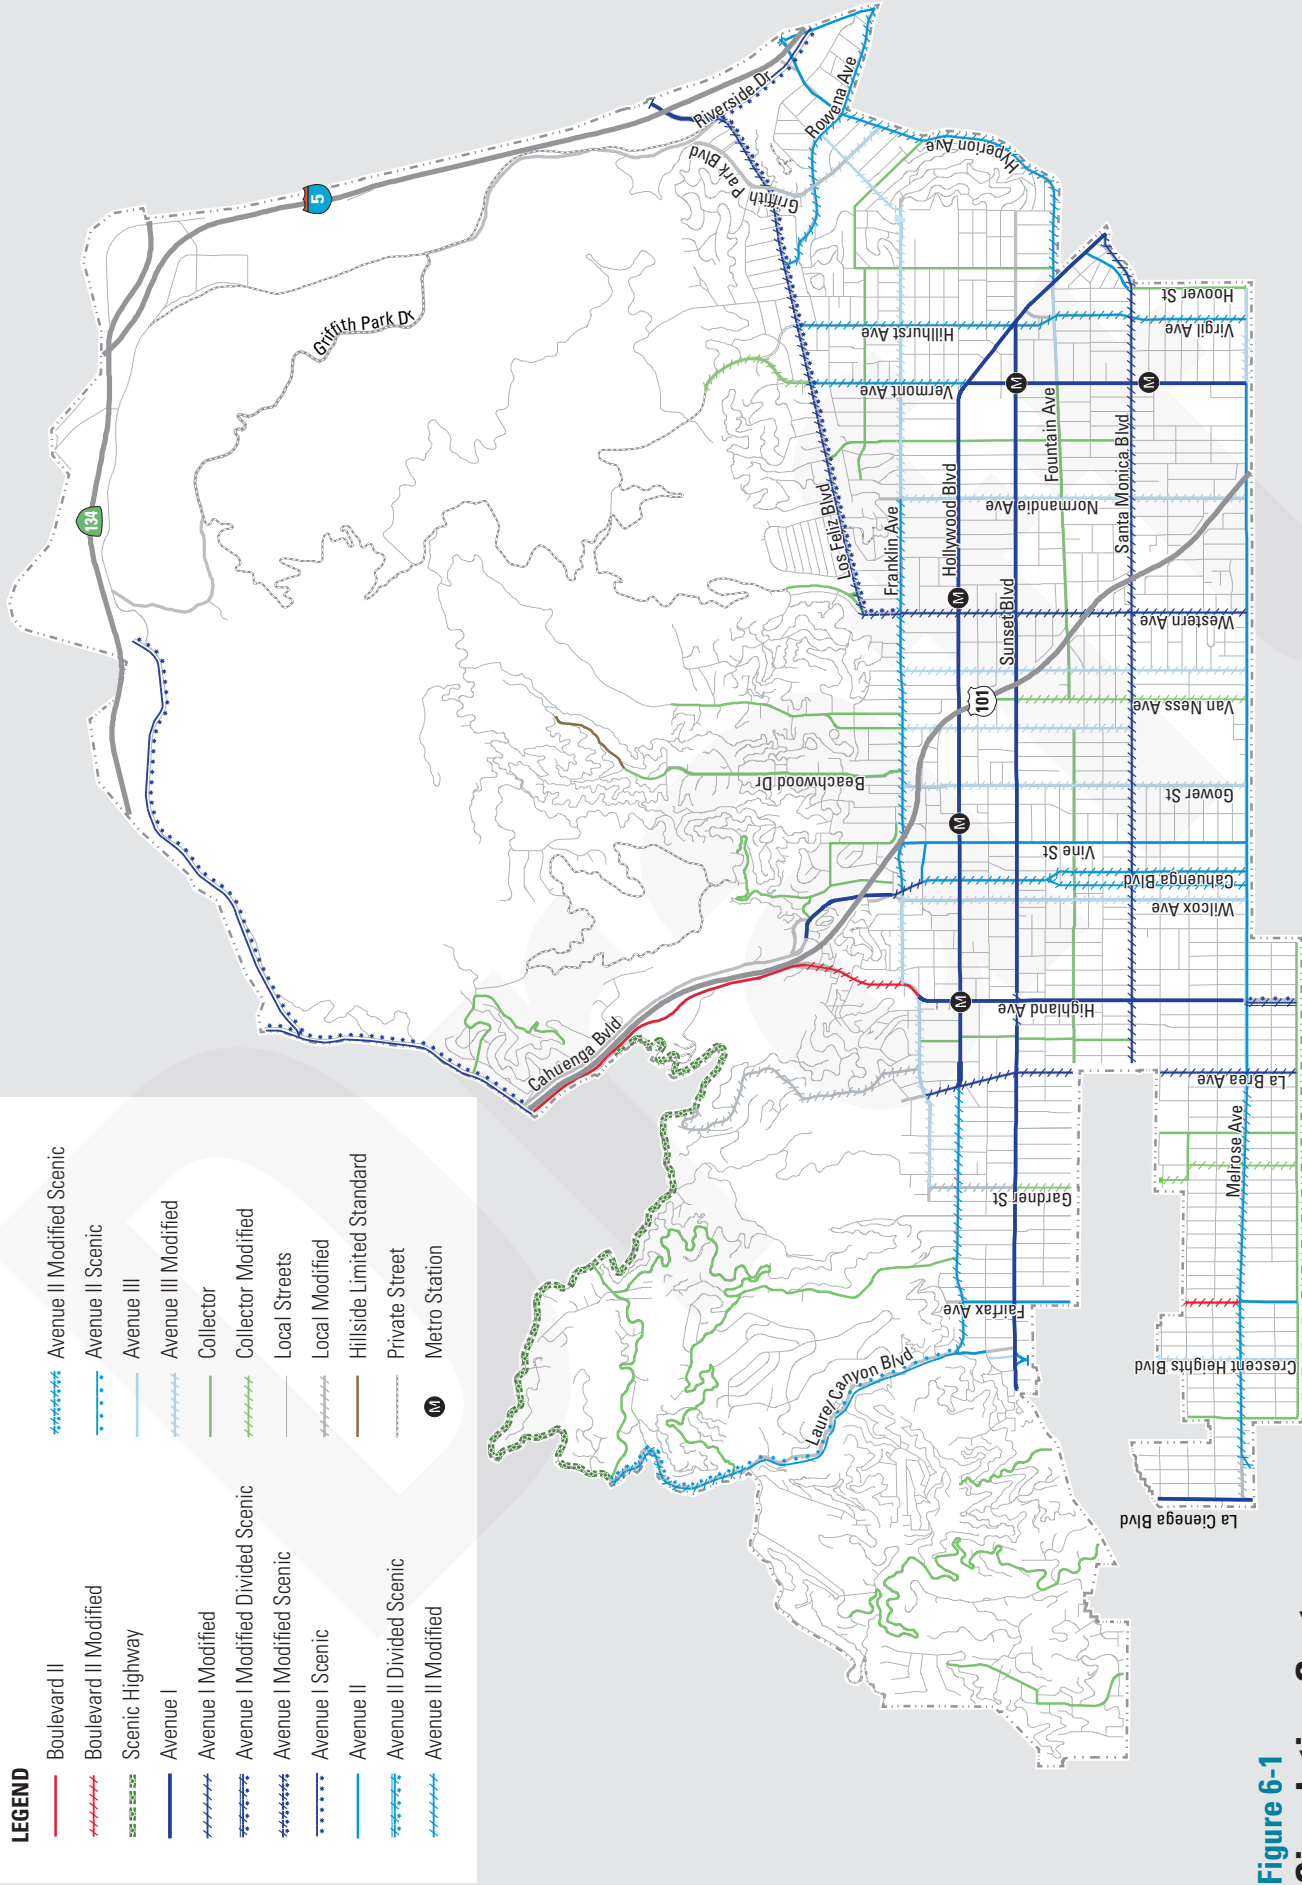 LEGEND
Boulevard II
Boulevard II Modified
Scenic Highway
Avenue I
Avenue I Modified
Avenue I Modified Divided Scenic
Avenue I Modified Scenic
Avenue I Scenic
Avenue II
Avenue II Divided Scenic
Avenue II Modified
Avenue II Modified Scenic
Avenue II Scenic
Avenue III
Avenue III Modified
Collector
Collector Modified
Local Streets
Local Modified
Hillside Limited Standard
Private Street
M
Metro Station
134
5
101
Griffith Park Dr
Riverside Dr
Griffith Park Blvd
Rowena Ave
Hyperion Ave
Los Feliz Blvd
Hillhurst Ave
Vermont Ave
Franklin Ave
Hollywood Blvd
Sunset Blvd
Fountain Ave
Santa Monica Blvd
Hoover St
Virgil Ave
Normandie Ave
Western Ave
Van Ness Ave
Gower St
Vine St
Cahuenga Blvd
Wilcox Ave
Highland Ave
La Brea Ave
Melrose Ave
Gardner St
Fairfax Ave
Crescent Heights Blvd
La Cienega Blvd
Laurel Canyon Blvd
Cahuenga Bvld
Beachwood Dr
M
M
M
M
M
Figure 6-1